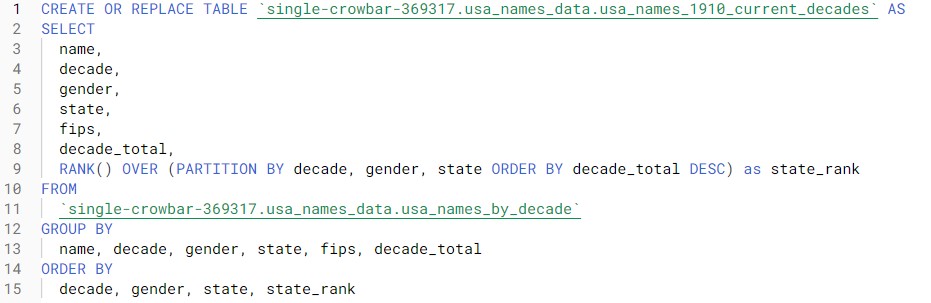 1 CREATE OR REPLACE TABLE `single-crowbar-369317.usa_names_data.usa_names_1910_current_decades` AS
2 SELECT
3 name,
4 decade,
5 gender,
6 state,
7 fips,
8 decade_total,
9 RANK() OVER (PARTITION BY decade, gender, state ORDER BY decade_total DESC) as state_rank
10 FROM
11 `single-crowbar-369317.usa_names_data.usa_names_by_decade`
12 GROUP BY
13 name, decade, gender, state, fips, decade_total
14 ORDER BY
15 decade, gender, state, state_rank